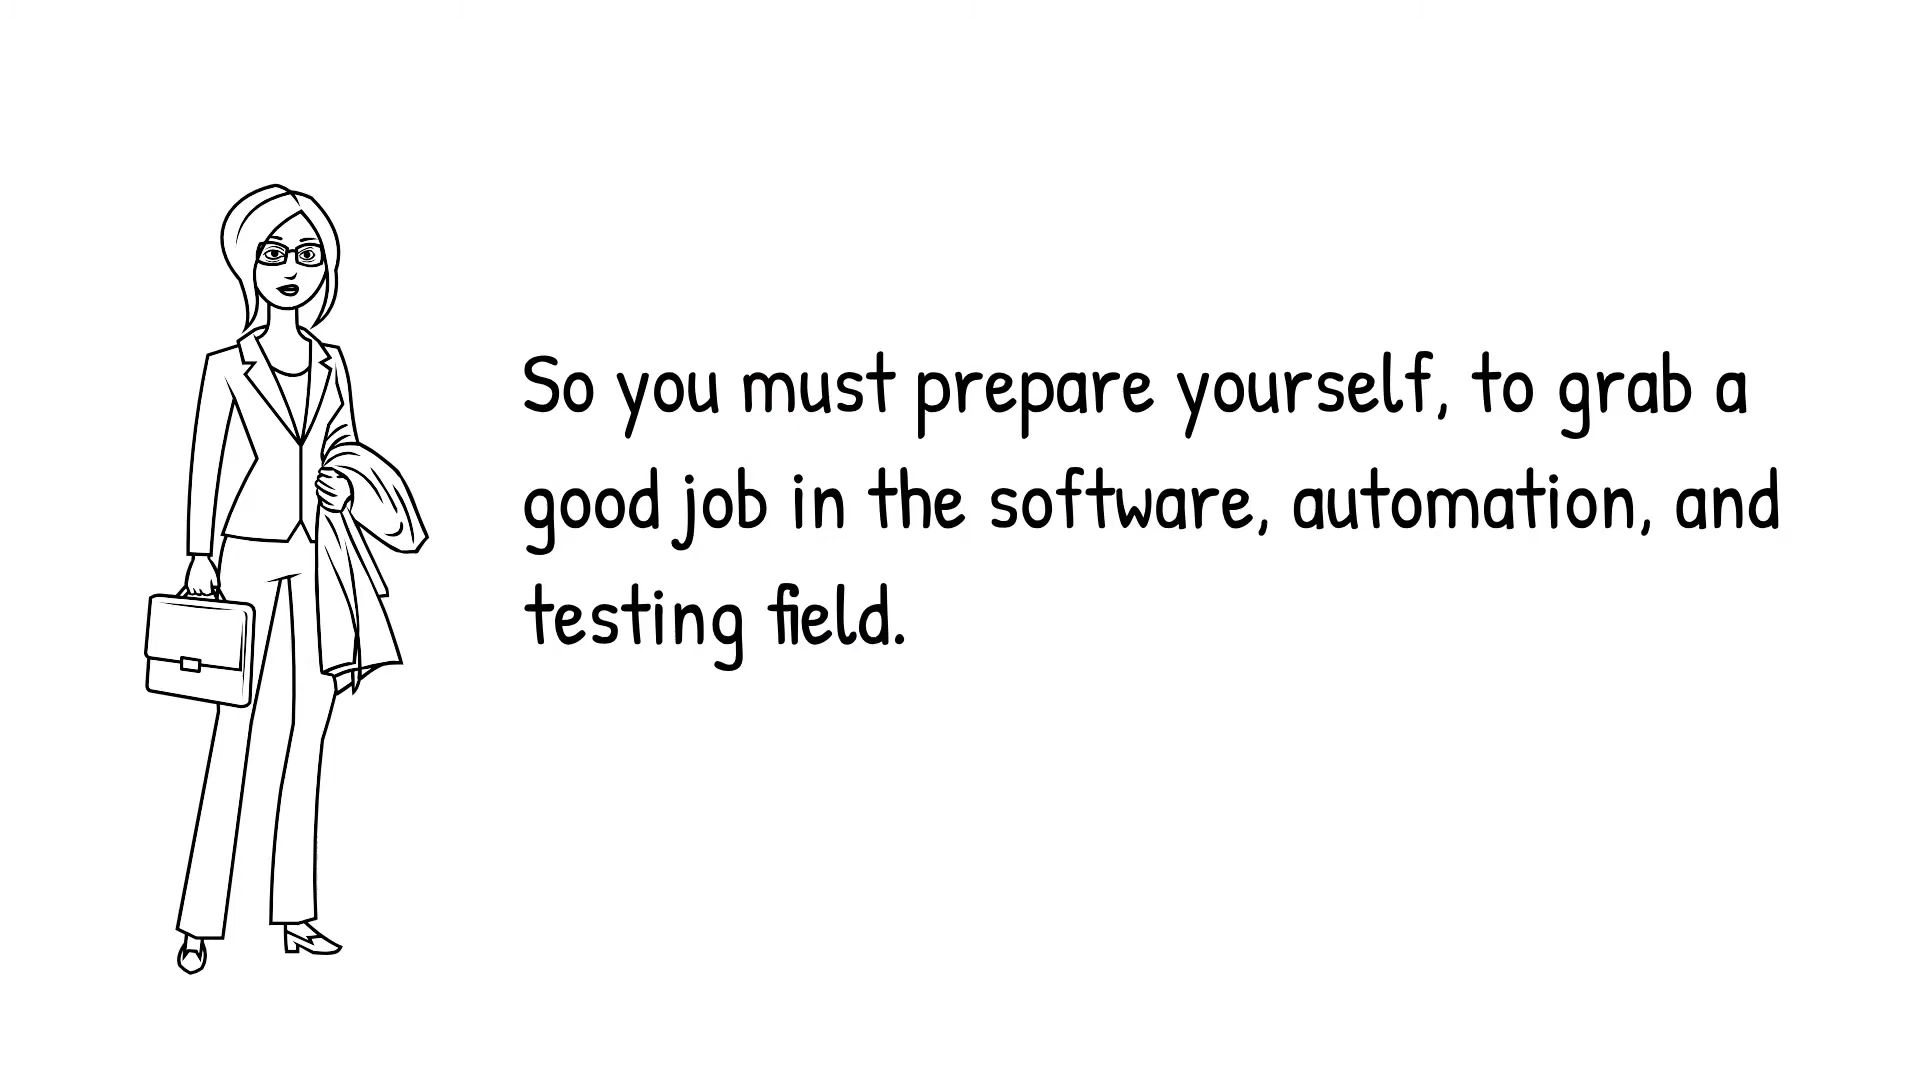 So you must prepare yourself, to grab a
good job in the software, automation, and
testing field.